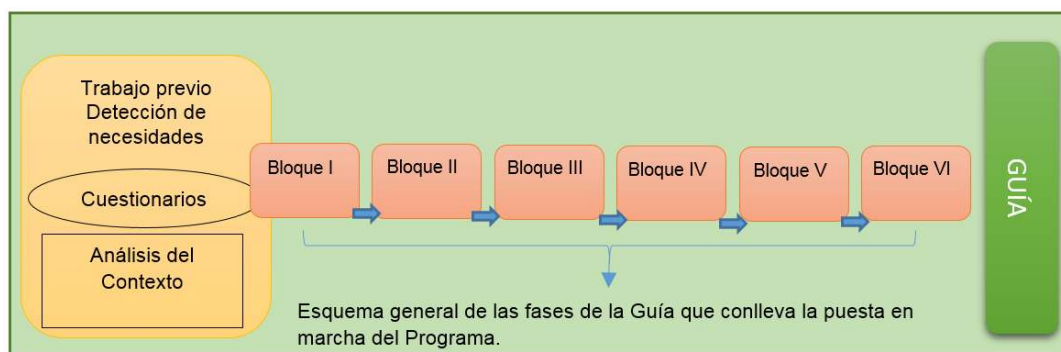 Trabajo previo
Detección de
necesidades
Cuestionarios
Análisis del
Contexto
Bloque I
Bloque II
Bloque III
Bloque IV
Bloque V
Bloque VI
Esquema general de las fases de la Guía que conlleva la puesta en
marcha del Programa.
GUÍA